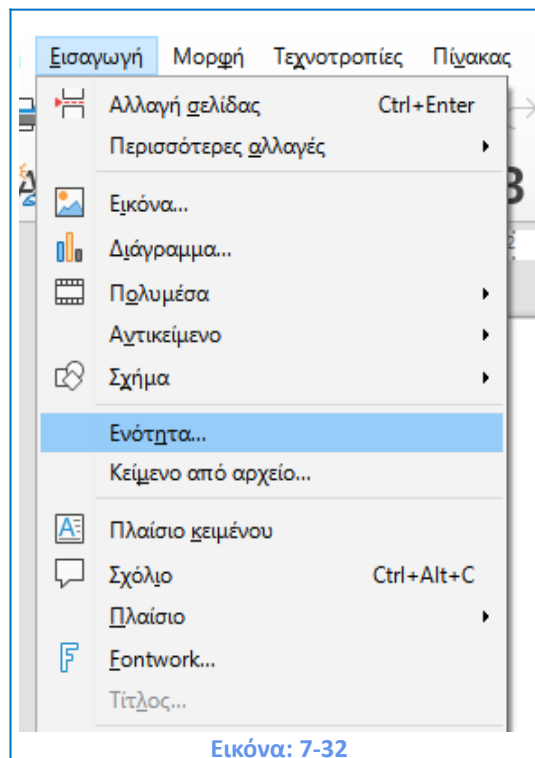 Εισαγωγή Μορφή Τεχνοτροπίες Πίνακας
Αλλαγή σελίδας Ctrl+Enter
Περισσότερες αλλαγές
Εικόνα...
Διάγραμμα...
Πολυμέσα
Αντικείμενο
Σχήμα
Ενότητα...
Κείμενο από αρχείο...
Πλαίσιο κειμένου
Σχόλιο Ctrl+Alt+C
Πλαίσιο
Fontwork...
Τίτλος...
Εικόνα: 7-32